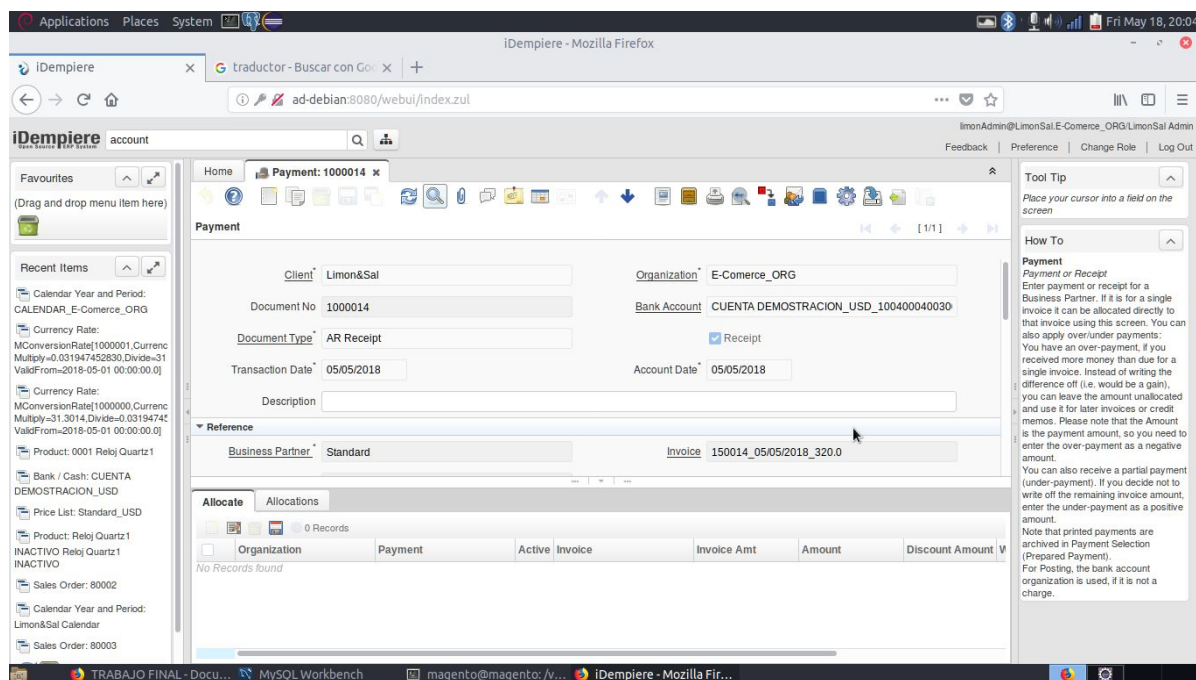 Applications Places System
Fri May 18, 20:04
iDempiere - Mozilla Firefox
iDempiere
traductor - Buscar con Goo
ad-debian:8080/webui/index.zul
iDempiere
Open Source ERP System
account
limonAdmin@LimonSal.E-Comerce_ORG/LimonSal Admin
Feedback | Preference | Change Role | Log Out
Favourites
(Drag and drop menu item here)
Recent Items
Calendar Year and Period:
CALENDAR_E-Comerce_ORG
Currency Rate:
MConversionRate[1000001,Currenc
Multiply=0.031947452830,Divide=31
ValidFrom=2018-05-01 00:00:00.0]
Currency Rate:
MConversionRate[1000000,Currenc
Multiply=31.3014,Divide=0.0319474
ValidFrom=2018-05-01 00:00:00.0]
Product: 0001 Reloj Quartz1
Bank / Cash: CUENTA
DEMOSTRACION_USD
Price List: Standard_USD
Product: Reloj Quartz1
INACTIVO Reloj Quartz1
INACTIVO
Sales Order: 80002
Calendar Year and Period:
Limon&Sal Calendar
Sales Order: 80003
Home
Payment: 1000014
Payment
[1/1]
Client* Limon&Sal
Organization* E-Comerce_ORG
Document No 1000014
Bank Account* CUENTA DEMOSTRACION_USD_10040004003
Document Type* AR Receipt
Receipt
Transaction Date* 05/05/2018
Account Date* 05/05/2018
Description
Reference
Business Partner* Standard
Invoice 150014_05/05/2018_320.0
Allocate
Allocations
0 Records
Organization Payment Active Invoice Invoice Amt Amount Discount Amount W
No Records found
Tool Tip
Place your cursor into a field on the
screen
How To
Payment
Payment or Receipt
Enter payment or receipt for a
Business Partner. If it is for a single
invoice it can be allocated directly to
that invoice using this screen. You can
also apply over/under payments:
You have an over-payment, if you
received more money than due for a
single invoice. Instead of writing the
difference off (i.e. would be a gain),
you can leave the amount unallocated
and use it for later invoices or credit
memos. Please note that the Amount
is the payment amount, so you need to
enter the over-payment as a negative
amount.
You can also receive a partial payment
(under-payment). If you decide not to
write off the remaining invoice amount,
enter the under-payment as a positive
amount.
Note that printed payments are
archived in Payment Selection
(Prepared Payment).
For Posting, the bank account
organization is used, if it is not a
charge.
TRABAJO FINAL - Docu...
MySQL Workbench
magento@magento: /v...
iDempiere - Mozilla Fir...